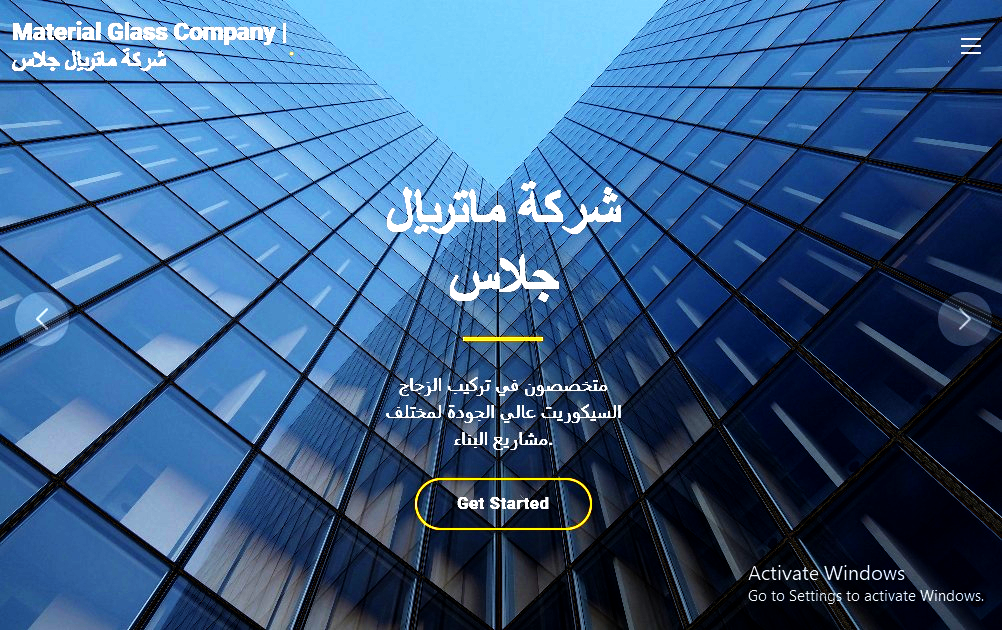 Material Glass Company |
شركة ماتريال جلاس
شركة ماتريال
جلاس
متخصصون في تركيب الزجاج
السيكوريت عالي الجودة لمختلف
.مشاريع البناء
Get Started
Activate Windows
Go to Settings to activate Windows.